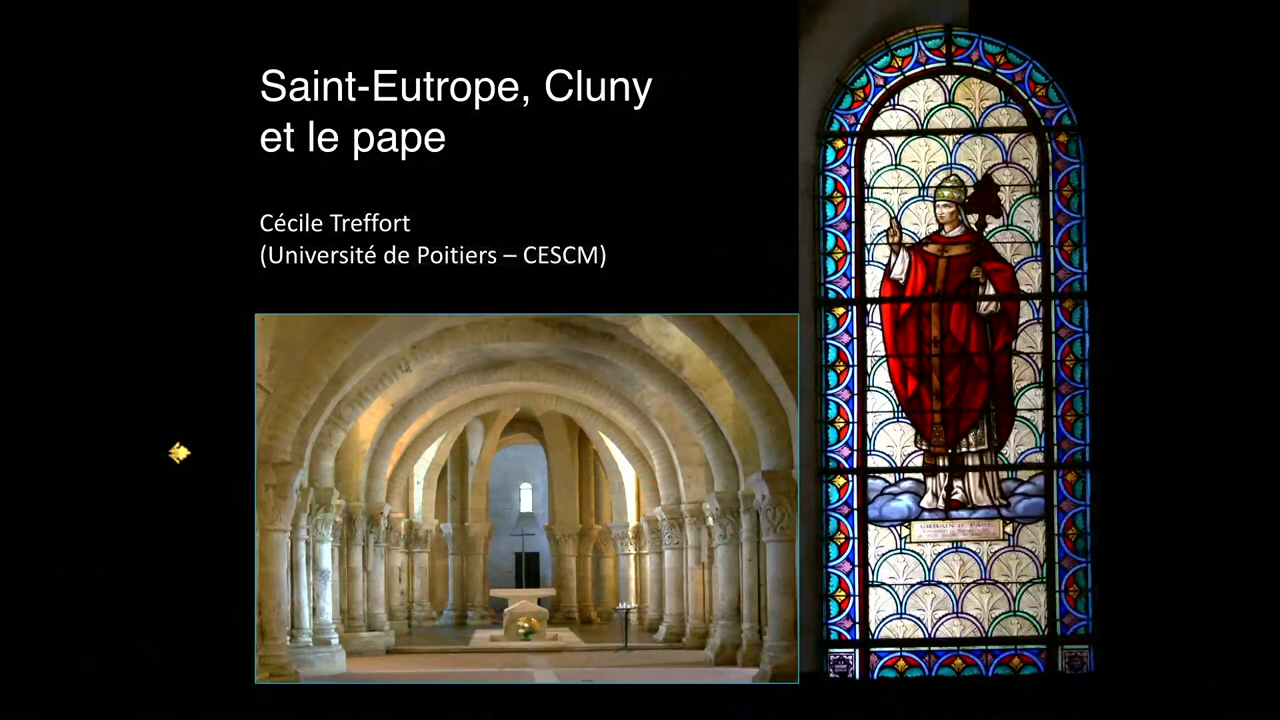 Saint-Eutrope, Cluny
et le pape
Cécile Treffort
(Université de Poitiers – CESCM)
URBAIN II PAPE